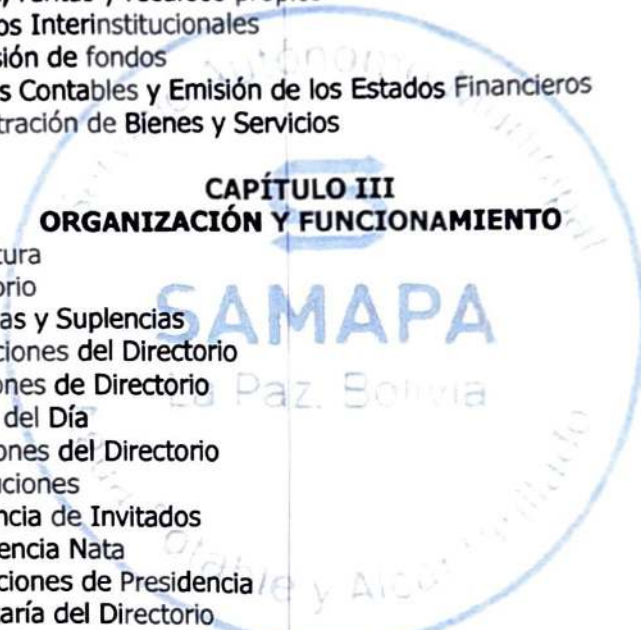 os Interinstitucionales
sión de fondos
s Contables y Emisión de los Estados Financieros
tración de Bienes y Servicios
CAPÍTULO III
ORGANIZACIÓN Y FUNCIONAMIENTO
tura
orio
as y Suplencias
ciones del Directorio
ones de Directorio
del Día
ones del Directorio
uciones
ncia de Invitados
encia Nata
ciones de Presidencia
taría del Directorio
SAMAPA
La Paz. Bolivia